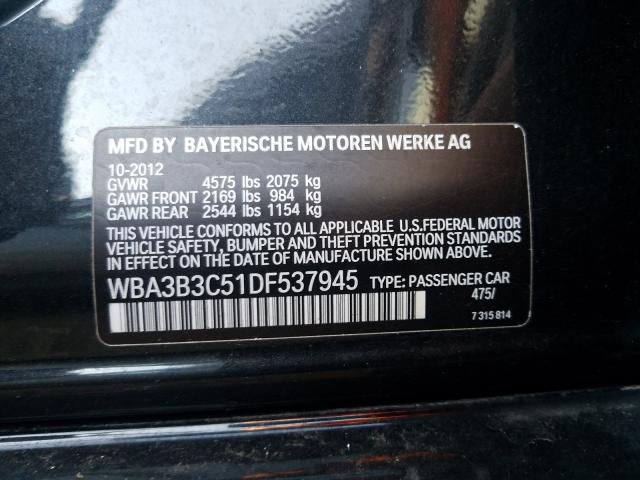 MFD BY BAYERISCHE MOTOREN WERKE AG
10-2012
GVWR 4575 lbs 2075 kg
GAWR FRONT 2169 lbs 984 kg
GAWR REAR 2544 lbs 1154 kg
THIS VEHICLE CONFORMS TO ALL APPLICABLE U.S.FEDERAL MOTOR
VEHICLE SAFETY, BUMPER AND THEFT PREVENTION STANDARDS
IN EFFECT ON THE DATE OF MANUFACTURE SHOWN ABOVE.
WBA3B3C51DF537945 TYPE: PASSENGER CAR
475/
7 315 814